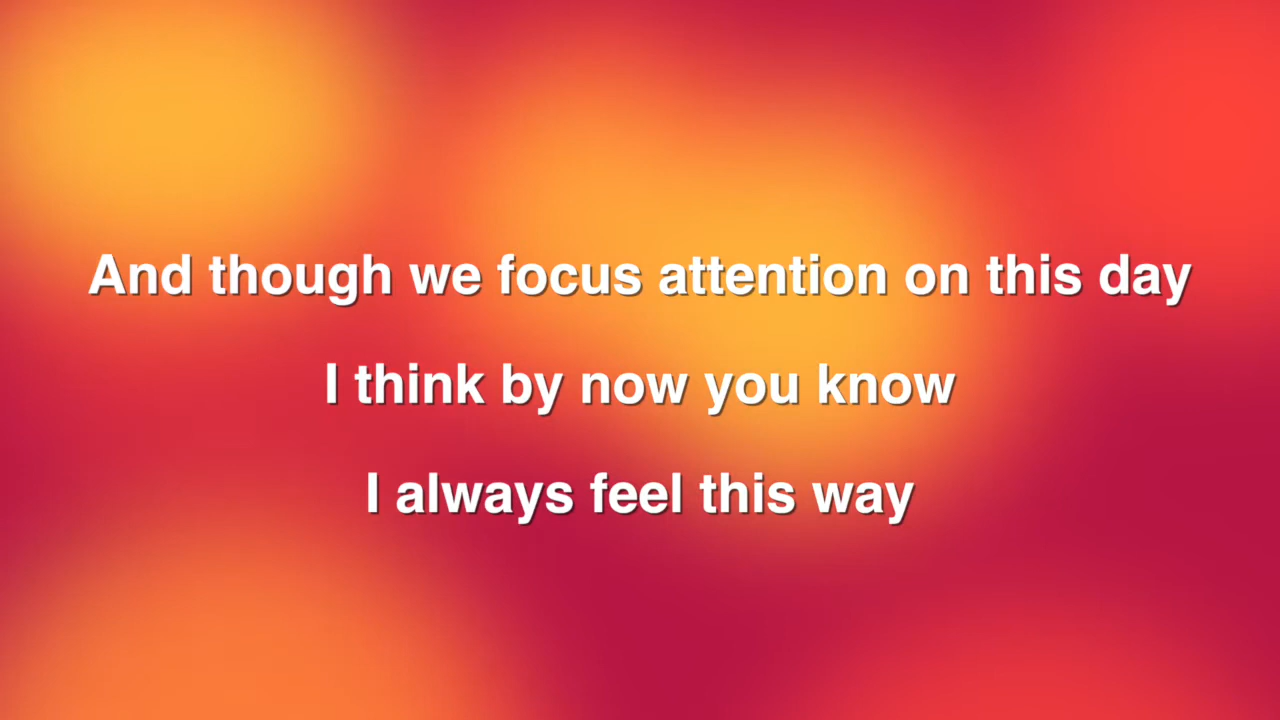 And though we focus attention on this day
I think by now you know
I always feel this way